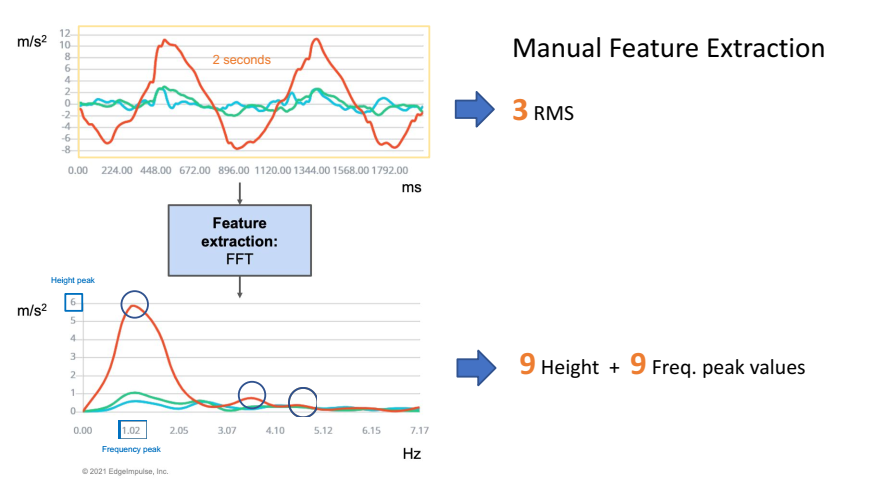 Manual Feature Extraction
m/s²
12
10
8
6
4
2
0
-2
-4
-6
-8
2 seconds
0.00 224.00 448.00 672.00 896.00 1120.00 1344.00 1568.00 1792.00
ms
3 RMS
Feature
extraction:
FFT
Height peak
m/s²
6
5
4
3
2
1
0
0.00 1.02 2.05 3.07 4.10 5.12 6.15 7.17
Frequency peak
Hz
9 Height + 9 Freq. peak values
© 2021 EdgeImpulse, Inc.